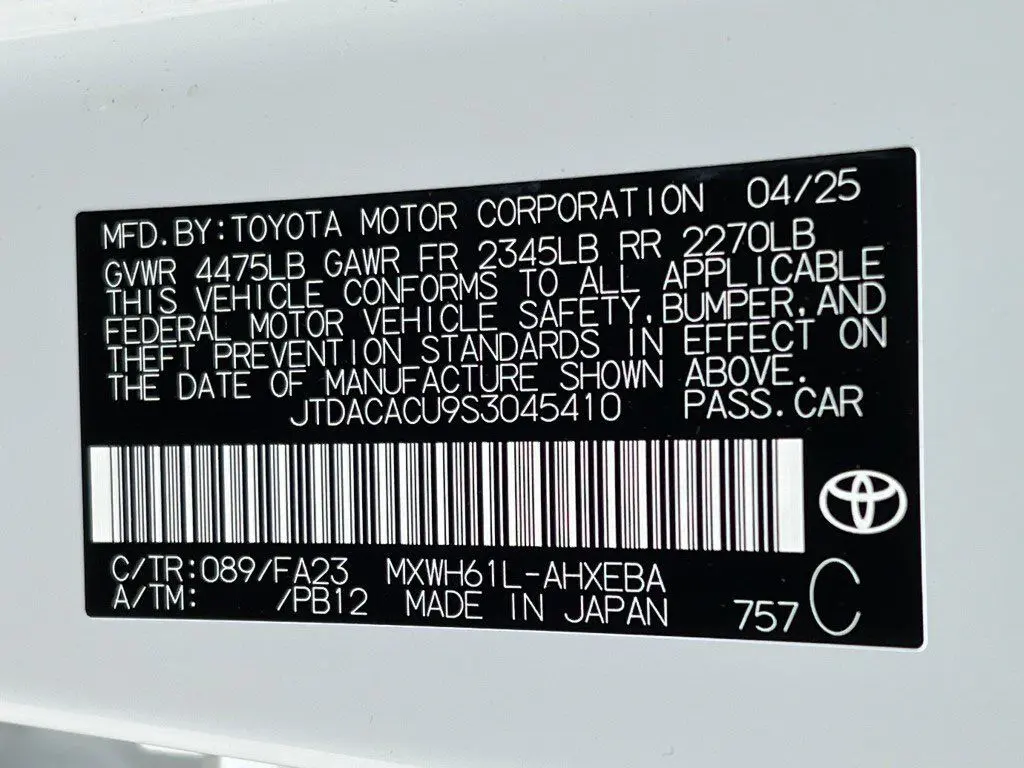 MFD.BY:TOYOTA MOTOR CORPORATION 04/25
GVWR 4475LB GAWR FR 2345LB RR 2270LB
THIS VEHICLE CONFORMS TO ALL APPLICABLE
FEDERAL MOTOR VEHICLE SAFETY,BUMPER,AND
THEFT PREVENTION STANDARDS IN EFFECT ON
THE DATE OF MANUFACTURE SHOWN ABOVE.
JTDACACU9S3045410 PASS.CAR
C/TR:089/FA23 MXWH61L-AHXEBA
A/TM: /PB12 MADE IN JAPAN 757 C